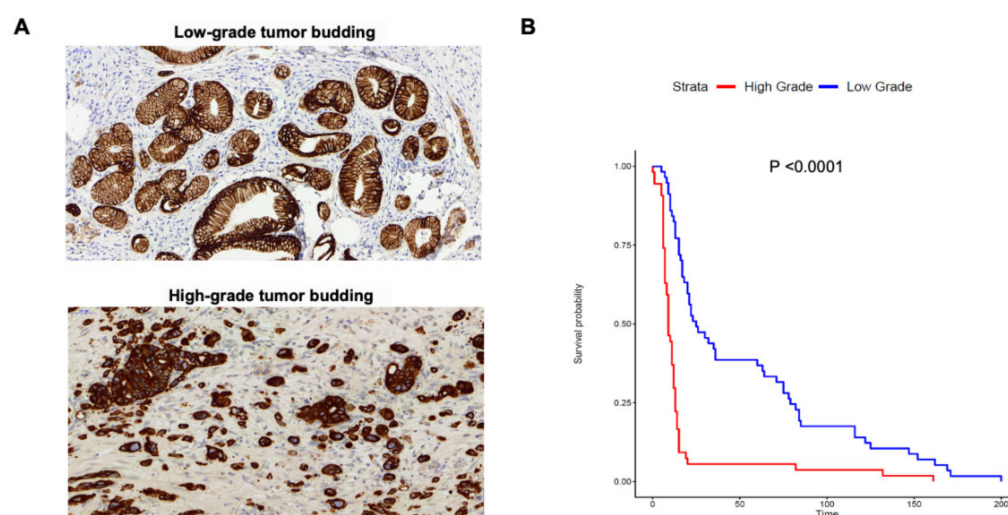 A
Low-grade tumor budding
High-grade tumor budding
B
Strata High Grade Low Grade
P <0.0001
Survival probability
1.00
0.75
0.50
0.25
0.00
0 50 100 150 200
Time